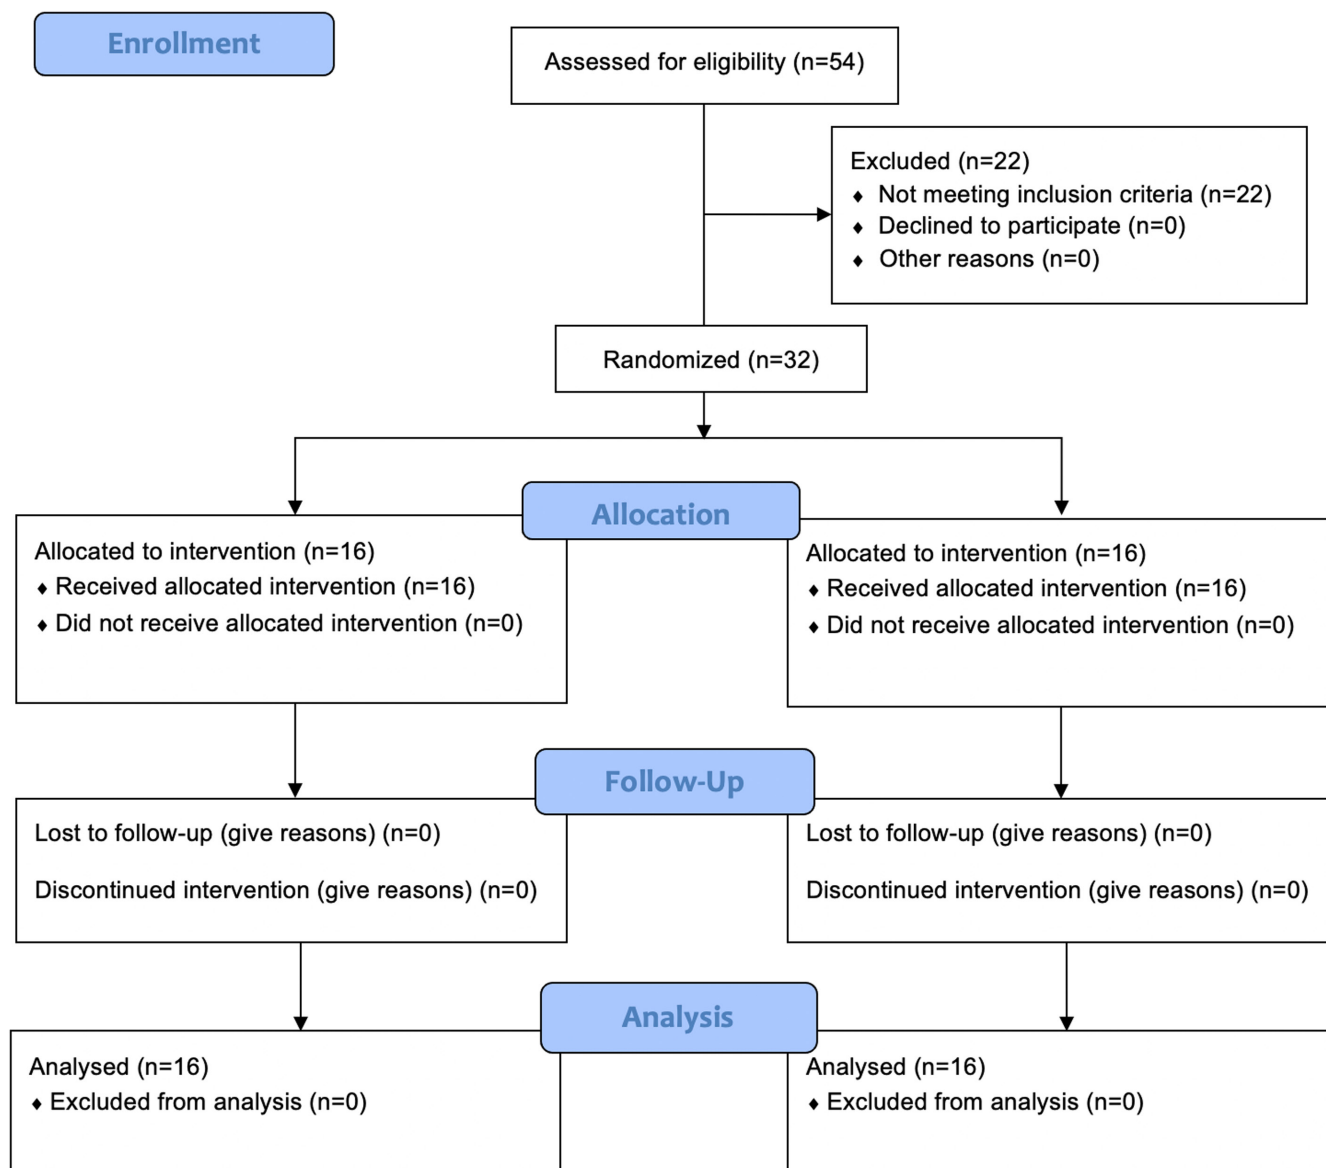 Enrollment
Assessed for eligibility (n=54)
Excluded (n=22)
♦ Not meeting inclusion criteria (n=22)
♦ Declined to participate (n=0)
♦ Other reasons (n=0)
Randomized (n=32)
Allocation
Allocated to intervention (n=16)
♦ Received allocated intervention (n=16)
♦ Did not receive allocated intervention (n=0)
Allocated to intervention (n=16)
♦ Received allocated intervention (n=16)
♦ Did not receive allocated intervention (n=0)
Follow-Up
Lost to follow-up (give reasons) (n=0)
Discontinued intervention (give reasons) (n=0)
Lost to follow-up (give reasons) (n=0)
Discontinued intervention (give reasons) (n=0)
Analysis
Analysed (n=16)
♦ Excluded from analysis (n=0)
Analysed (n=16)
♦ Excluded from analysis (n=0)